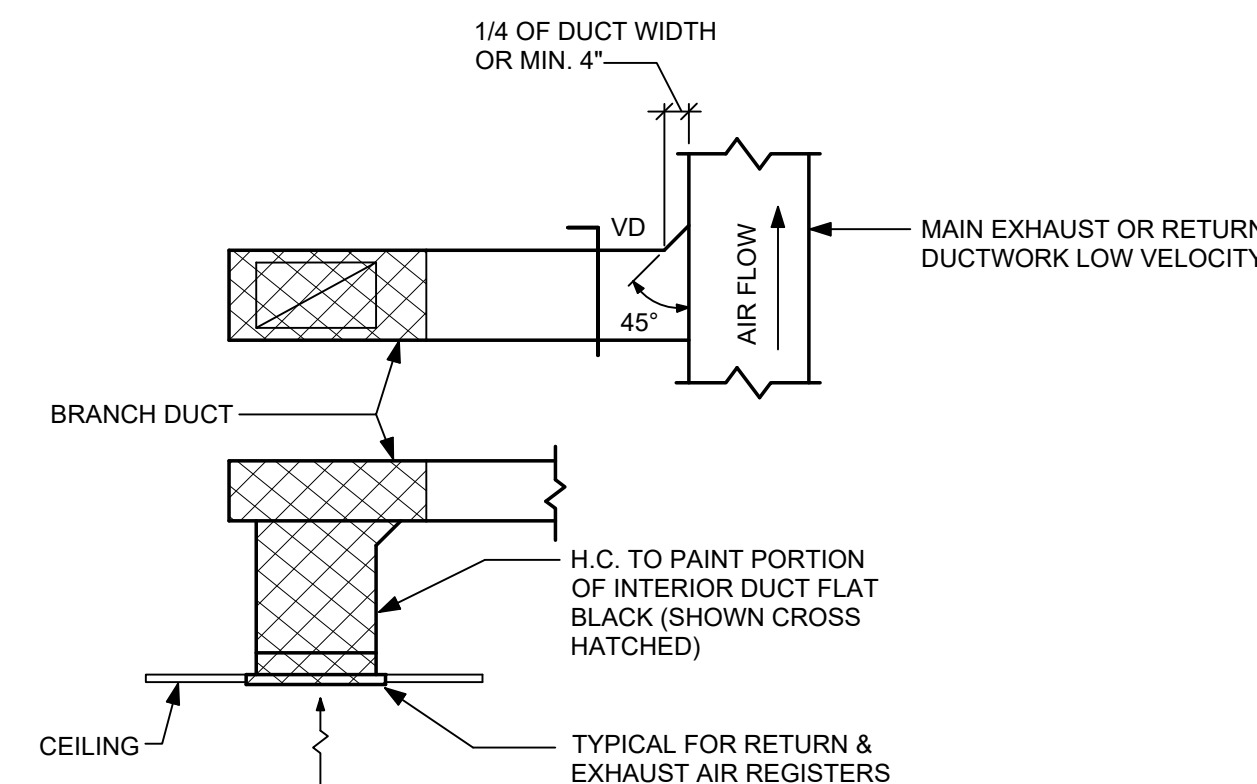 1/4 OF DUCT WIDTH
OR MIN. 4"
VD
AIR FLOW
45°
MAIN EXHAUST OR RETURN
DUCTWORK LOW VELOCITY
BRANCH DUCT
H.C. TO PAINT PORTION
OF INTERIOR DUCT FLAT
BLACK (SHOWN CROSS
HATCHED)
CEILING
TYPICAL FOR RETURN &
EXHAUST AIR REGISTERS